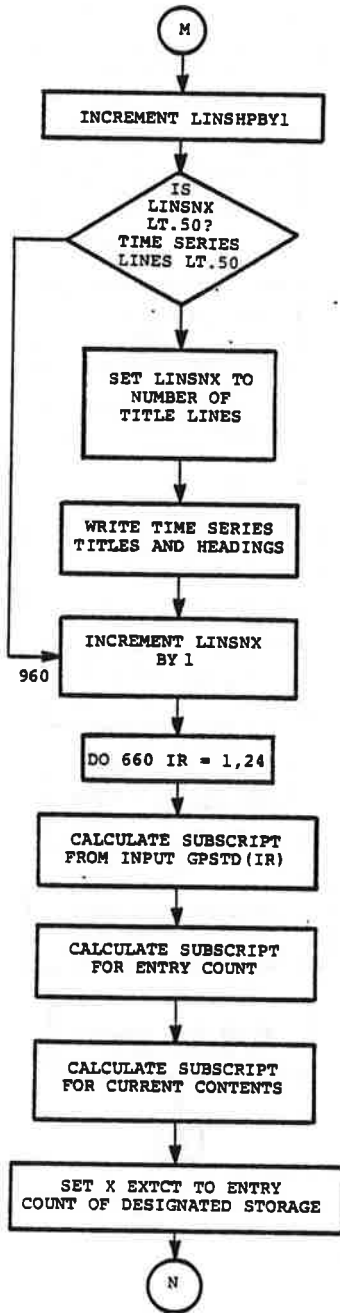 M
INCREMENT LINSHPBY1
IS
LINSNX
LT.50?
TIME SERIES
LINES LT.50
SET LINSNX TO
NUMBER OF
TITLE LINES
WRITE TIME SERIES
TITLES AND HEADINGS
INCREMENT LINSNX
BY 1
960
DO 660 IR = 1,24
CALCULATE SUBSCRIPT
FROM INPUT GPSTD(IR)
CALCULATE SUBSCRIPT
FOR ENTRY COUNT
CALCULATE SUBSCRIPT
FOR CURRENT CONTENTS
SET X EXTCT TO ENTRY
COUNT OF DESIGNATED STORAGE
N